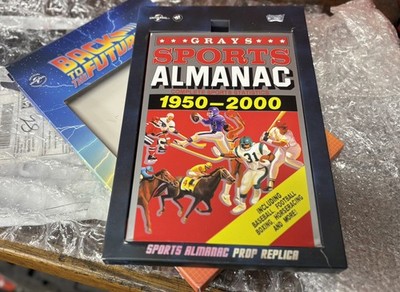 BACK
TO THE
FUTURE
GRAYS
SPORTS
ALMANAC
1950-2000
31
INCLUDING
BASEBALL, FOOTBALL
BOXING, HORSERACING
AND MORE!
SPORTS ALMANAC PROP REPLICA